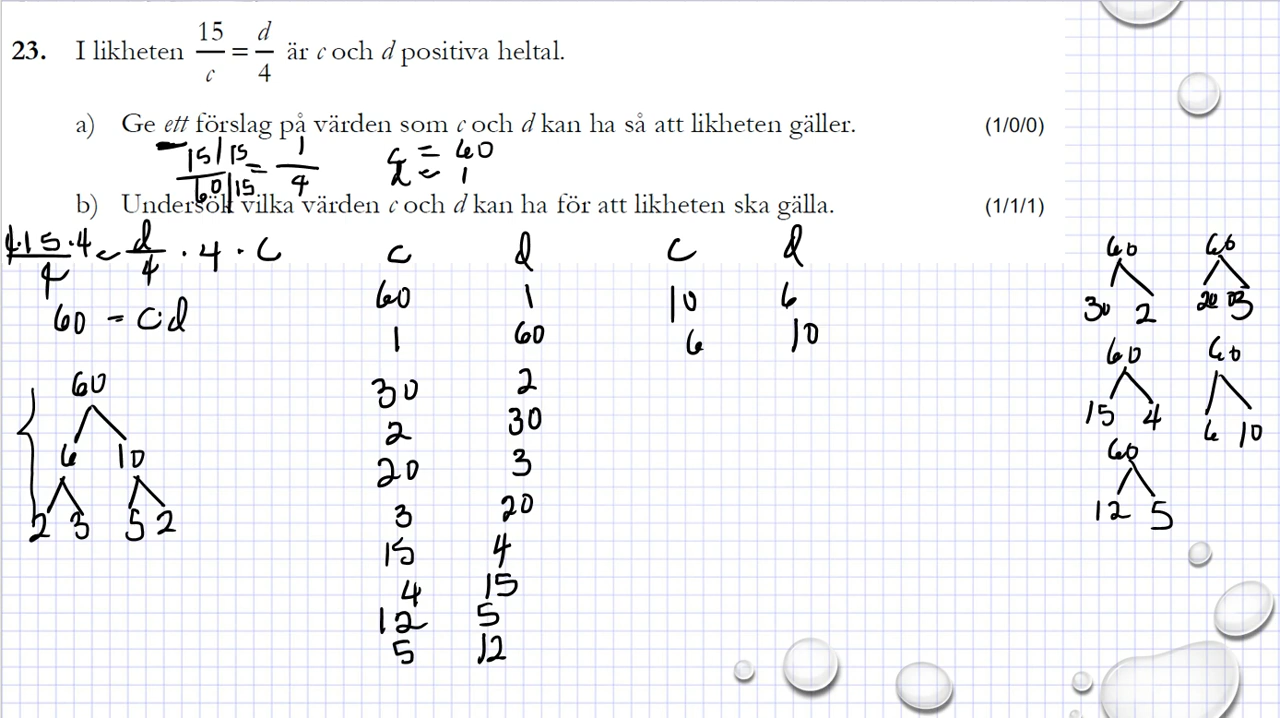 23. I likheten 15/c = d/4 är c och d positiva heltal.
a) Ge ett förslag på värden som c och d kan ha så att likheten gäller. (1/0/0)
15/15 / 60/15 = 1/4
c = 60
d = 1
b) Undersök vilka värden c och d kan ha för att likheten ska gälla. (1/1/1)
15·4 = d/4 · 4 · c
60 = c·d
60
6 10
2 3 5 2
c d
60 1
1 60
30 2
2 30
20 3
3 20
15 4
4 15
12 5
5 12
c d
10 6
6 10
60
30 2
60
20 3
60
15 4
60
6 10
60
12 5